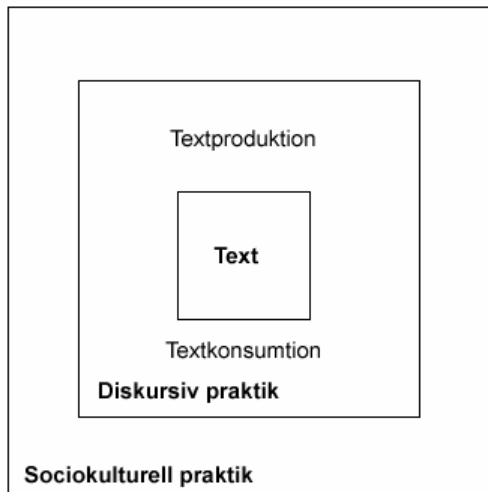 Textproduktion
Text
Textkonsumtion
Diskursiv praktik
Sociokulturell praktik